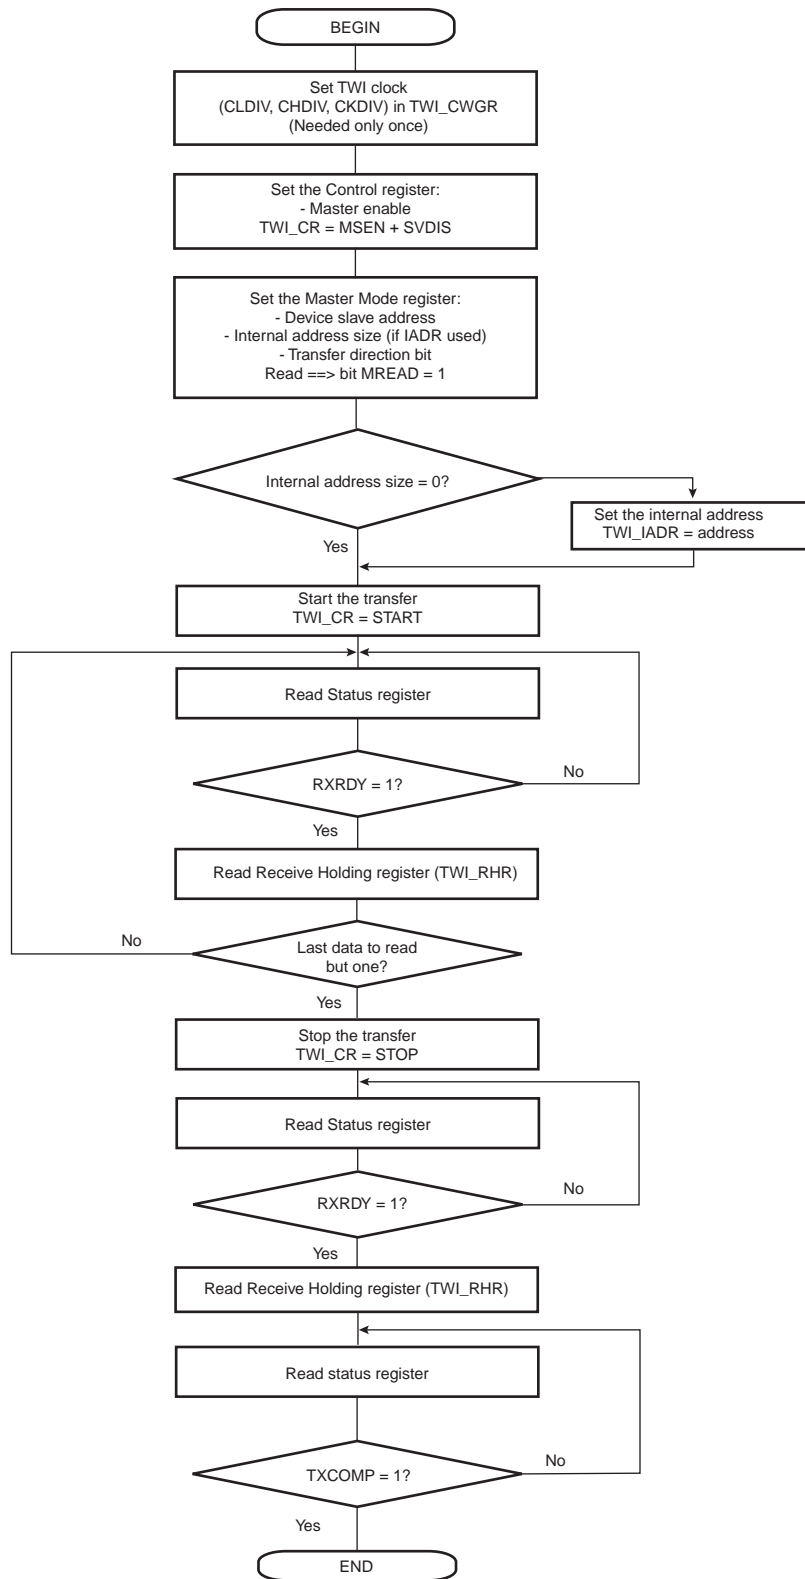 BEGIN
Set TWI clock
(CLDIV, CHDIV, CKDIV) in TWI_CWGR
(Needed only once)
Set the Control register:
- Master enable
TWI_CR = MSEN + SVDIS
Set the Master Mode register:
- Device slave address
- Internal address size (if IADR used)
- Transfer direction bit
Read ==> bit MREAD = 1
Internal address size = 0?
Set the internal address
TWI_IADR = address
Yes
Start the transfer
TWI_CR = START
Read Status register
RXRDY = 1?
No
Yes
Read Receive Holding register (TWI_RHR)
No
Last data to read
but one?
Yes
Stop the transfer
TWI_CR = STOP
Read Status register
RXRDY = 1?
No
Yes
Read Receive Holding register (TWI_RHR)
Read status register
TXCOMP = 1?
No
Yes
END